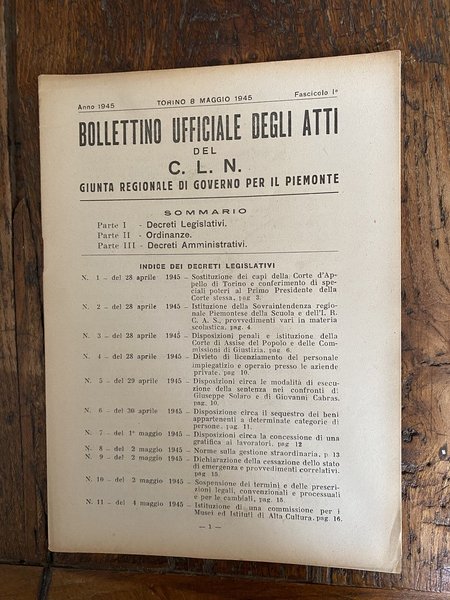 Anno 1945 TORINO 8 MAGGIO 1945 Fascicolo 1°
BOLLETTINO UFFICIALE DEGLI ATTI
DEL
C. L. N.
GIUNTA REGIONALE DI GOVERNO PER IL PIEMONTE
SOMMARIO
Parte I - Decreti Legislativi.
Parte II - Ordinanze.
Parte III - Decreti Amministrativi.
INDICE DEI DECRETI LEGISLATIVI
N. 1 - del 28 aprile 1945 - Sostituzione dei capi della Corte d'Ap-
pello di Torino e conferimento di spe-
ciali poteri al Primo Presidente della
Corte stessa, pag 3.
N. 2 - del 28 aprile 1945 - Istituzione della Sovraintendenza regio-
nale Piemontese della Scuola e dell'I. R.
C. A. S., provvedimenti vari in materia
scolastica. pag. 4.
N. 3 - del 28 aprile 1945 - Disposizioni penali e istituzione della
Corte di Assise del Popolo e delle Com-
missioni di Giustizia. pag. 6.
N. 4 - del 28 aprile 1945 - Divieto di licenziamento del personale
impiegatizio e operaio presso le aziende
private. pag. 10.
N. 5 - del 29 aprile 1945 - Disposizioni circa le modalità di esecu-
zione della sentenza nei confronti di
Giuseppe Solaro e di Giovanni Cabras.
pag. 10.
N. 6 - del 30 aprile 1945 - Disposizione circa il sequestro dei beni
appartenenti a determinate categorie di
persone. pag. 11.
N. 7 - del 1° maggio 1945 - Disposizioni circa la concessione di una
gratifica ai lavoratori. pag 12
N. 8 - del 2 maggio 1945 - Norme sulla gestione straordinaria. p. 13
N. 9 - del 2 maggio 1945 - Dichiarazione della cessazione dello stato
di emergenza e provvedimenti correlativi.
pag. 15.
N. 10 - del 2 maggio 1945 - Sospensione dei termini e delle prescri-
zioni legali, convenzionali e processuali
e per le cambiali, pag. 15
N. 11 - del 4 maggio 1945 - Istituzione di una commissione per i
Musei ed Istituti di Alta Cultura. pag. 16.
— 1 —